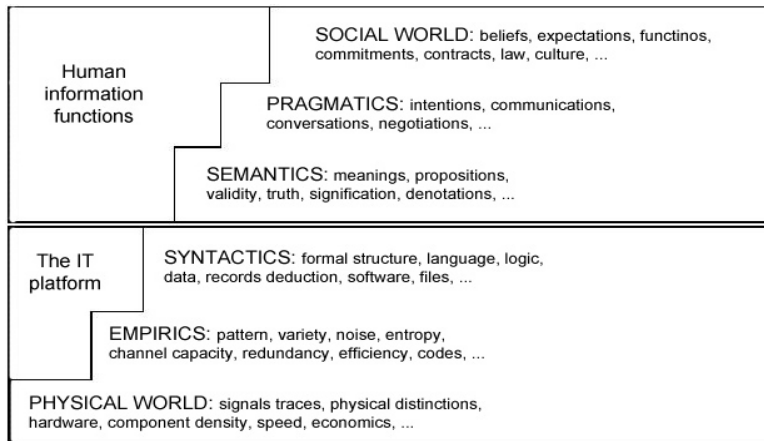 SOCIAL WORLD: beliefs, expectations, functinos,
commitments, contracts, law, culture, ...
Human
information
functions
PRAGMATICS: intentions, communications,
conversations, negotiations, ...
SEMANTICS: meanings, propositions,
validity, truth, signification, denotations, ...
The IT
platform
SYNTACTICS: formal structure, language, logic,
data, records deduction, software, files, ...
EMPIRICS: pattern, variety, noise, entropy,
channel capacity, redundancy, efficiency, codes, ...
PHYSICAL WORLD: signals traces, physical distinctions,
hardware, component density, speed, economics, ...